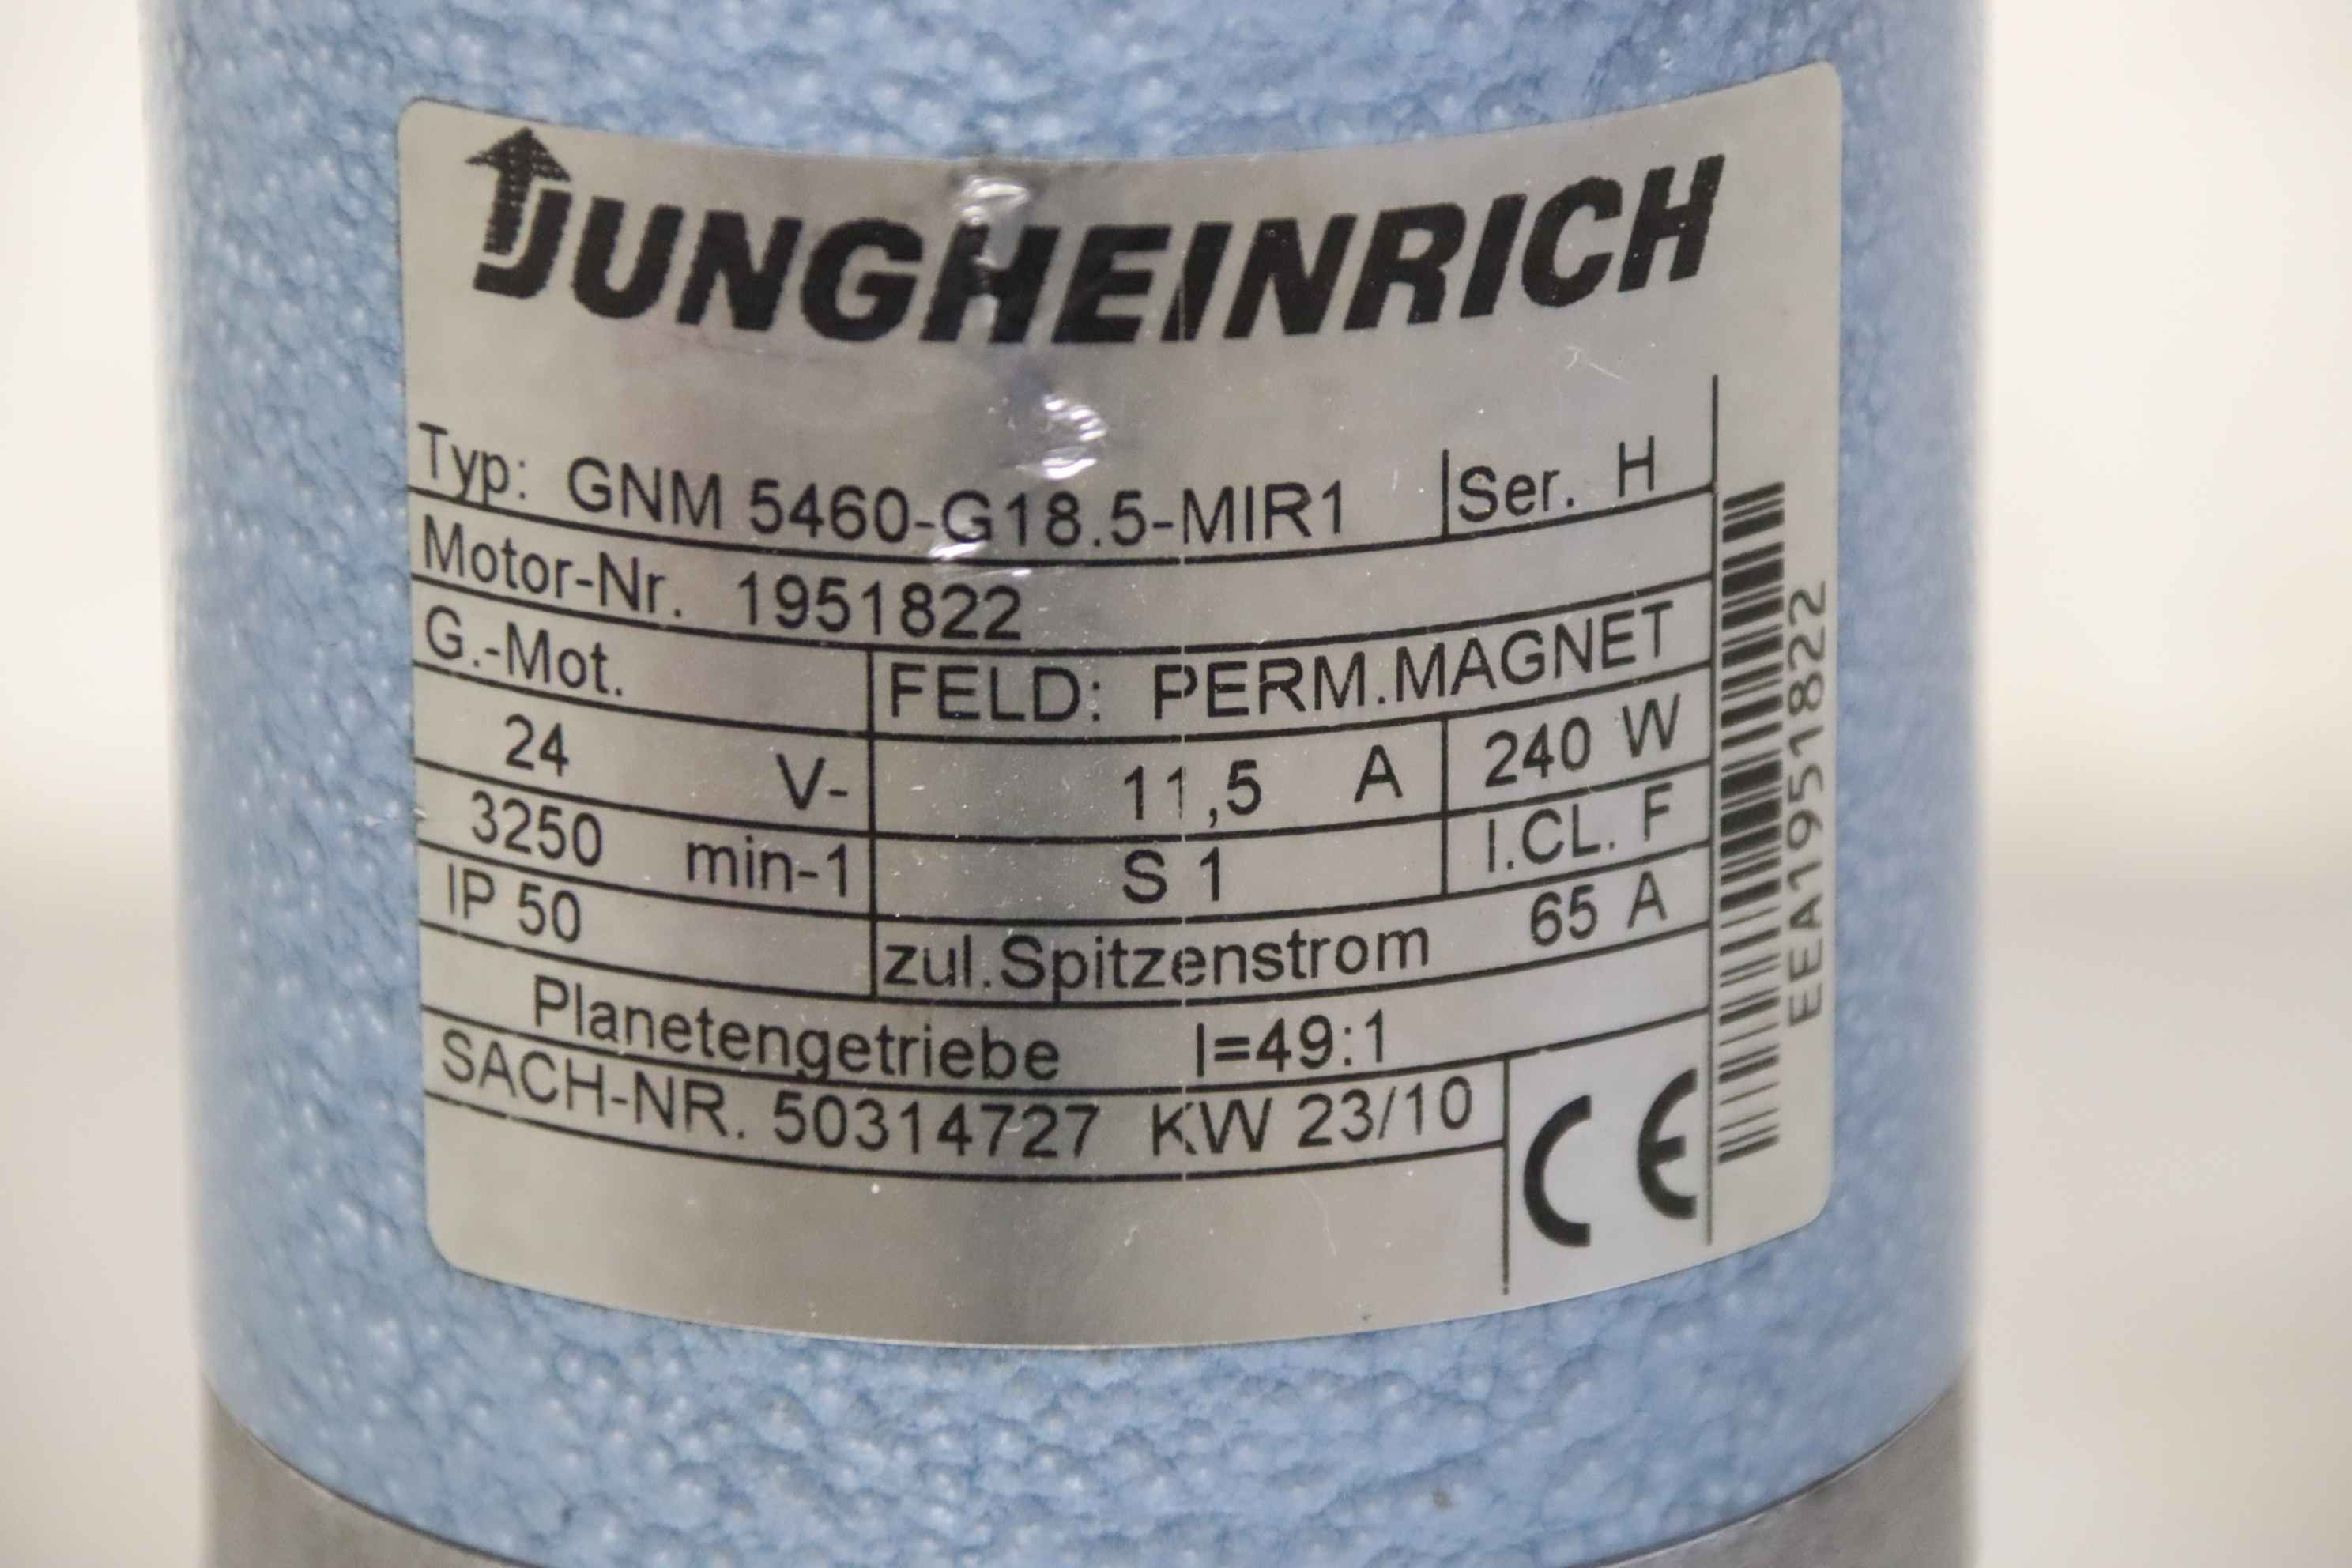 JUNGHEINRICH
Typ: GNM 5460-G18.5-MIR1 Ser. H
Motor-Nr. 1951822
G.-Mot. FELD: PERM.MAGNET
24 V- 11,5 A 240 W
3250 min-1 S 1 I.CL. F
IP 50 zul.Spitzenstrom 65 A
Planetengetriebe I=49:1
SACH-NR. 50314727 KW 23/10
CE
EEA1951822